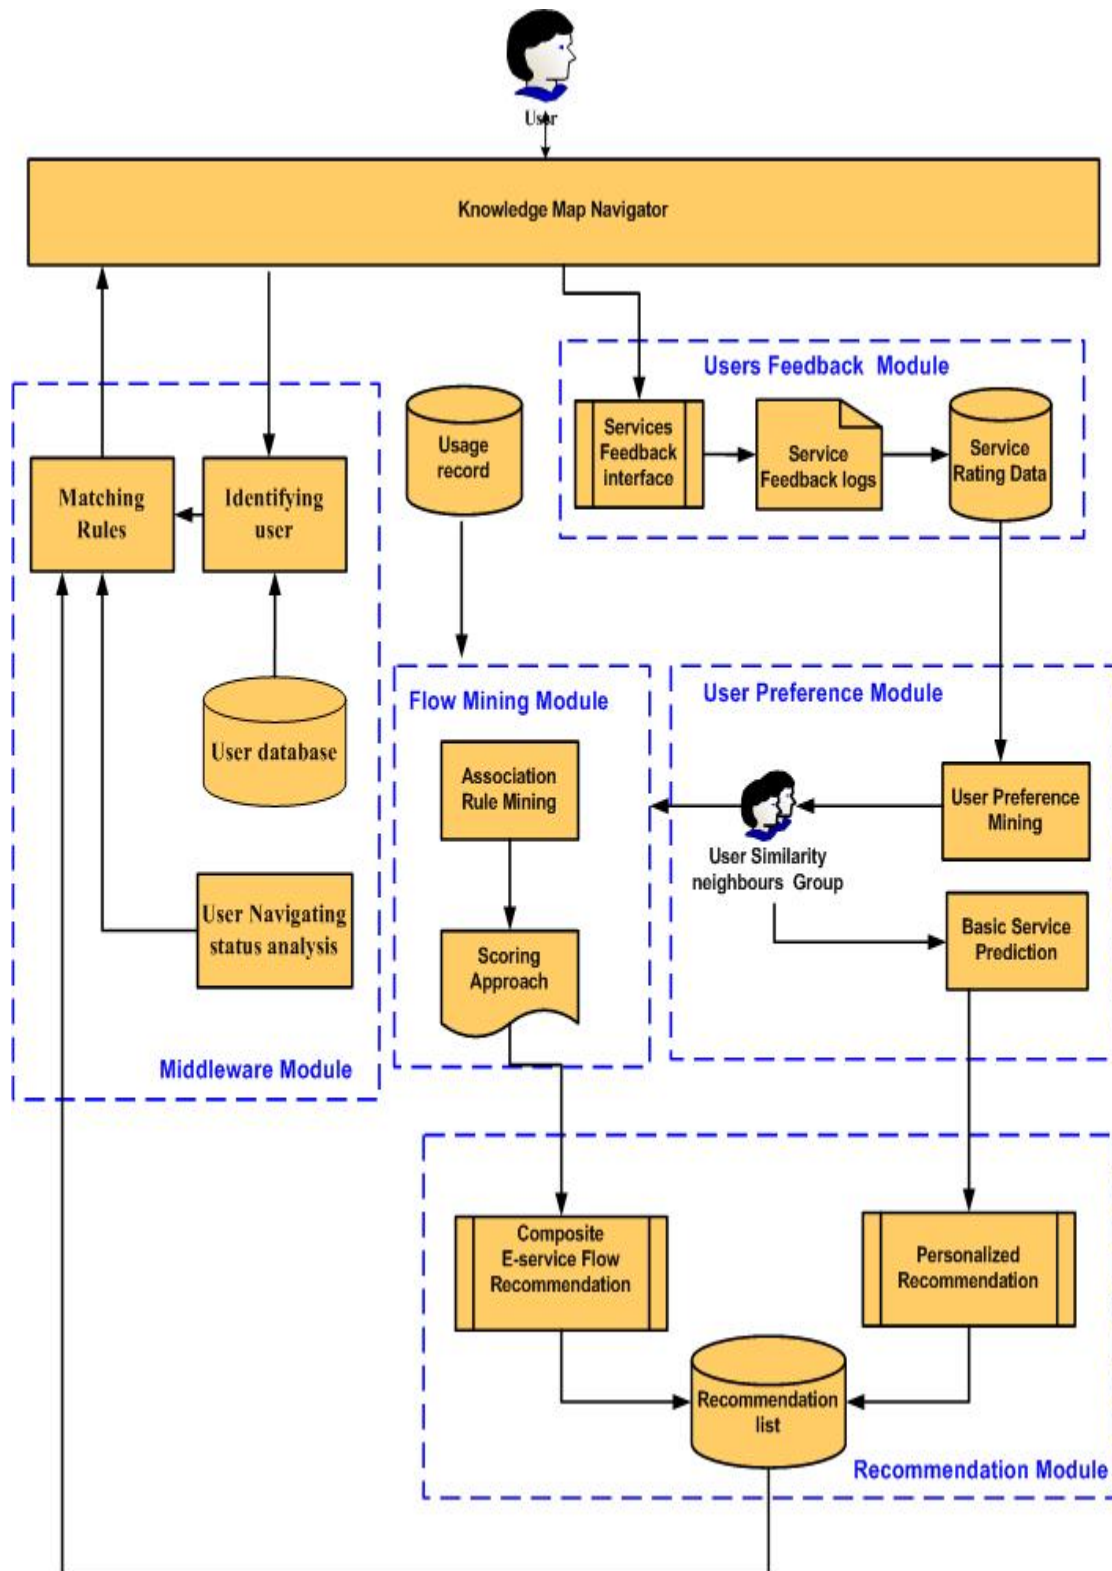 User
Knowledge Map Navigator
Users Feedback Module
Services
Feedback
interface
Service
Feedback logs
Service
Rating Data
Usage
record
Matching
Rules
Identifying
user
User database
User Navigating
status analysis
Middleware Module
Flow Mining Module
Association
Rule Mining
Scoring
Approach
User Preference Module
User Preference
Mining
User Similarity
neighbours Group
Basic Service
Prediction
Composite
E-service Flow
Recommendation
Personalized
Recommendation
Recommendation
list
Recommendation Module